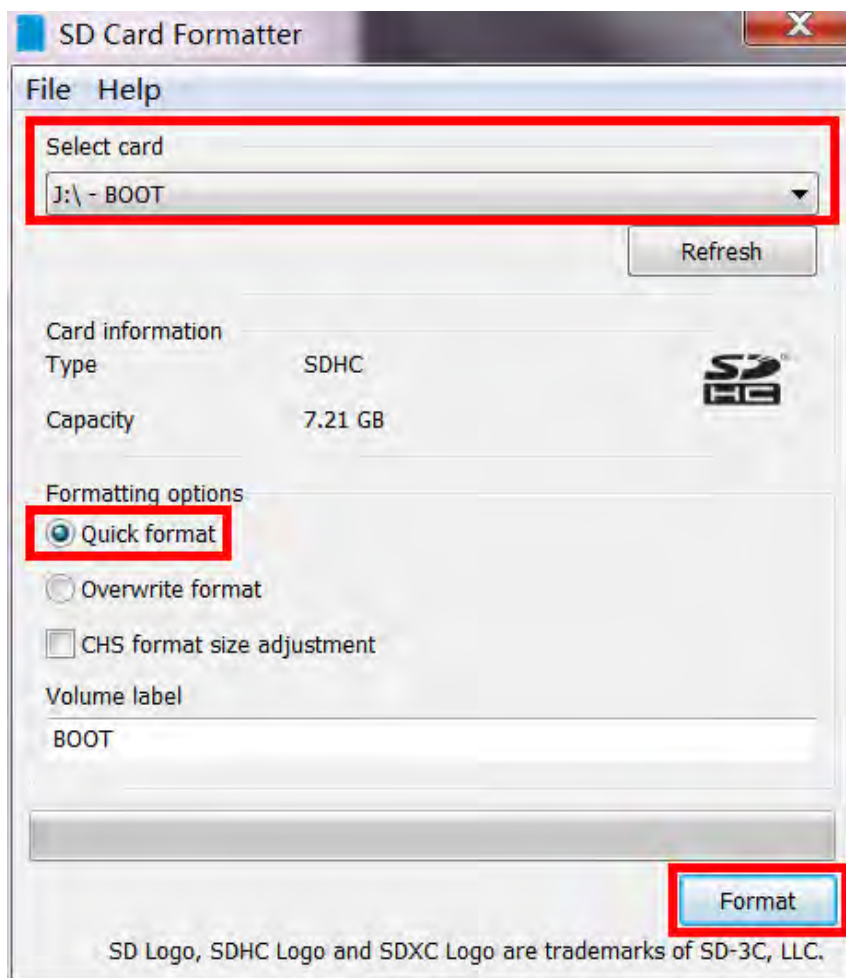 SD Card Formatter
X
File Help
Select card
J:\ - BOOT
Refresh
Card information
Type SDHC
SD
HC
Capacity 7.21 GB
Formatting options
Quick format
Overwrite format
CHS format size adjustment
Volume label
BOOT
Format
SD Logo, SDHC Logo and SDXC Logo are trademarks of SD-3C, LLC.